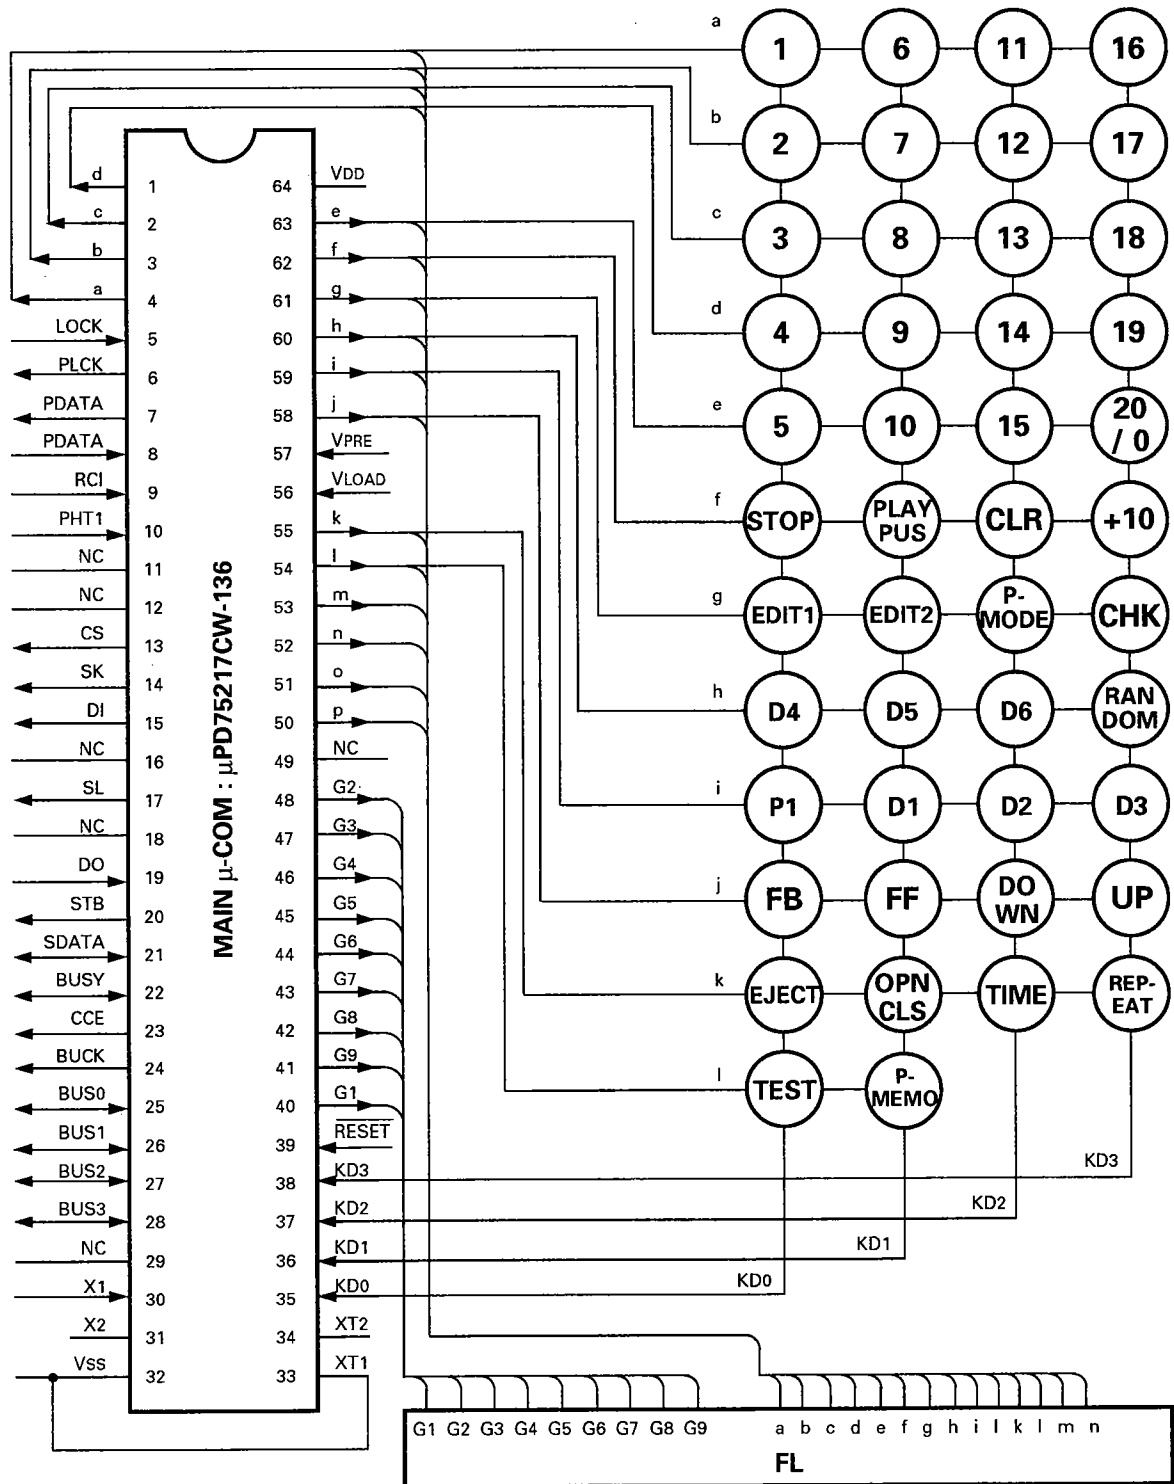 a 1 6 11 16
b 2 7 12 17
c 3 8 13 18
d 4 9 14 19
e 5 10 15 20 / 0
f STOP PLAY PUS CLR +10
g EDIT1 EDIT2 P-MODE CHK
h D4 D5 D6 RAN DOM
i P1 D1 D2 D3
j FB FF DO WN UP
k EJECT OPN CLS TIME REP-EAT
l TEST P-MEMO
KD3
KD2
KD1
KD0
MAIN μ-COM : μPD75217CW-136
d 1 64 VDD
c 2 63 e
b 3 62 f
a 4 61 g
LOCK 5 60 h
PLCK 6 59 i
PDATA 7 58 j
PDATA 8 57 VPRE
RCI 9 56 VLOAD
PHT1 10 55 k
NC 11 54 l
NC 12 53 m
CS 13 52 n
SK 14 51 o
DI 15 50 p
NC 16 49 NC
SL 17 48 G2
NC 18 47 G3
DO 19 46 G4
STB 20 45 G5
SDATA 21 44 G6
BUSY 22 43 G7
CCE 23 42 G8
BUCK 24 41 G9
BUS0 25 40 G1
BUS1 26 39 RESET
BUS2 27 38 KD3
BUS3 28 37 KD2
NC 29 36 KD1
X1 30 35 KD0
X2 31 34 XT2
VSS 32 33 XT1
G1 G2 G3 G4 G5 G6 G7 G8 G9 a b c d e f g h i l k l m n
FL